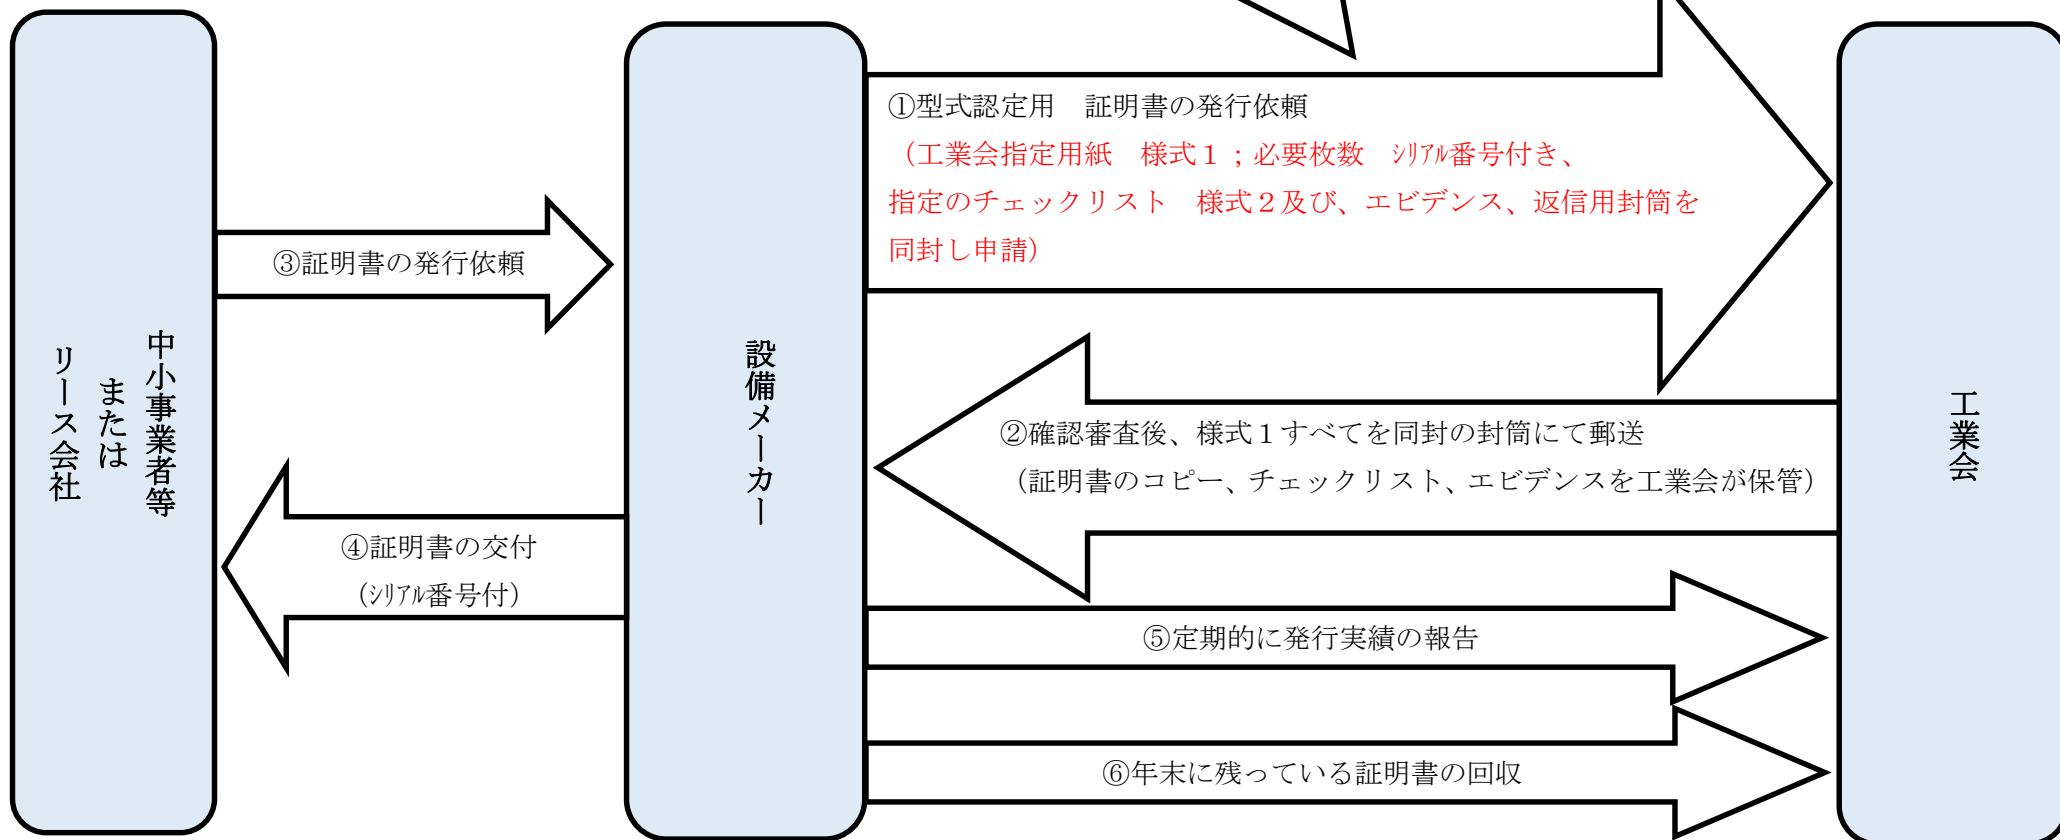 中小事業者等
または
リース会社
③証明書の発行依頼
④証明書の交付
(ｼﾘｱﾙ番号付)
設備メーカー
①型式認定用　証明書の発行依頼
（工業会指定用紙　様式１；必要枚数　ｼﾘｱﾙ番号付き、
指定のチェックリスト　様式２及び、エビデンス、返信用封筒を
同封し申請）
②確認審査後、様式１すべてを同封の封筒にて郵送
（証明書のコピー、チェックリスト、エビデンスを工業会が保管）
⑤定期的に発行実績の報告
⑥年末に残っている証明書の回収
工業会